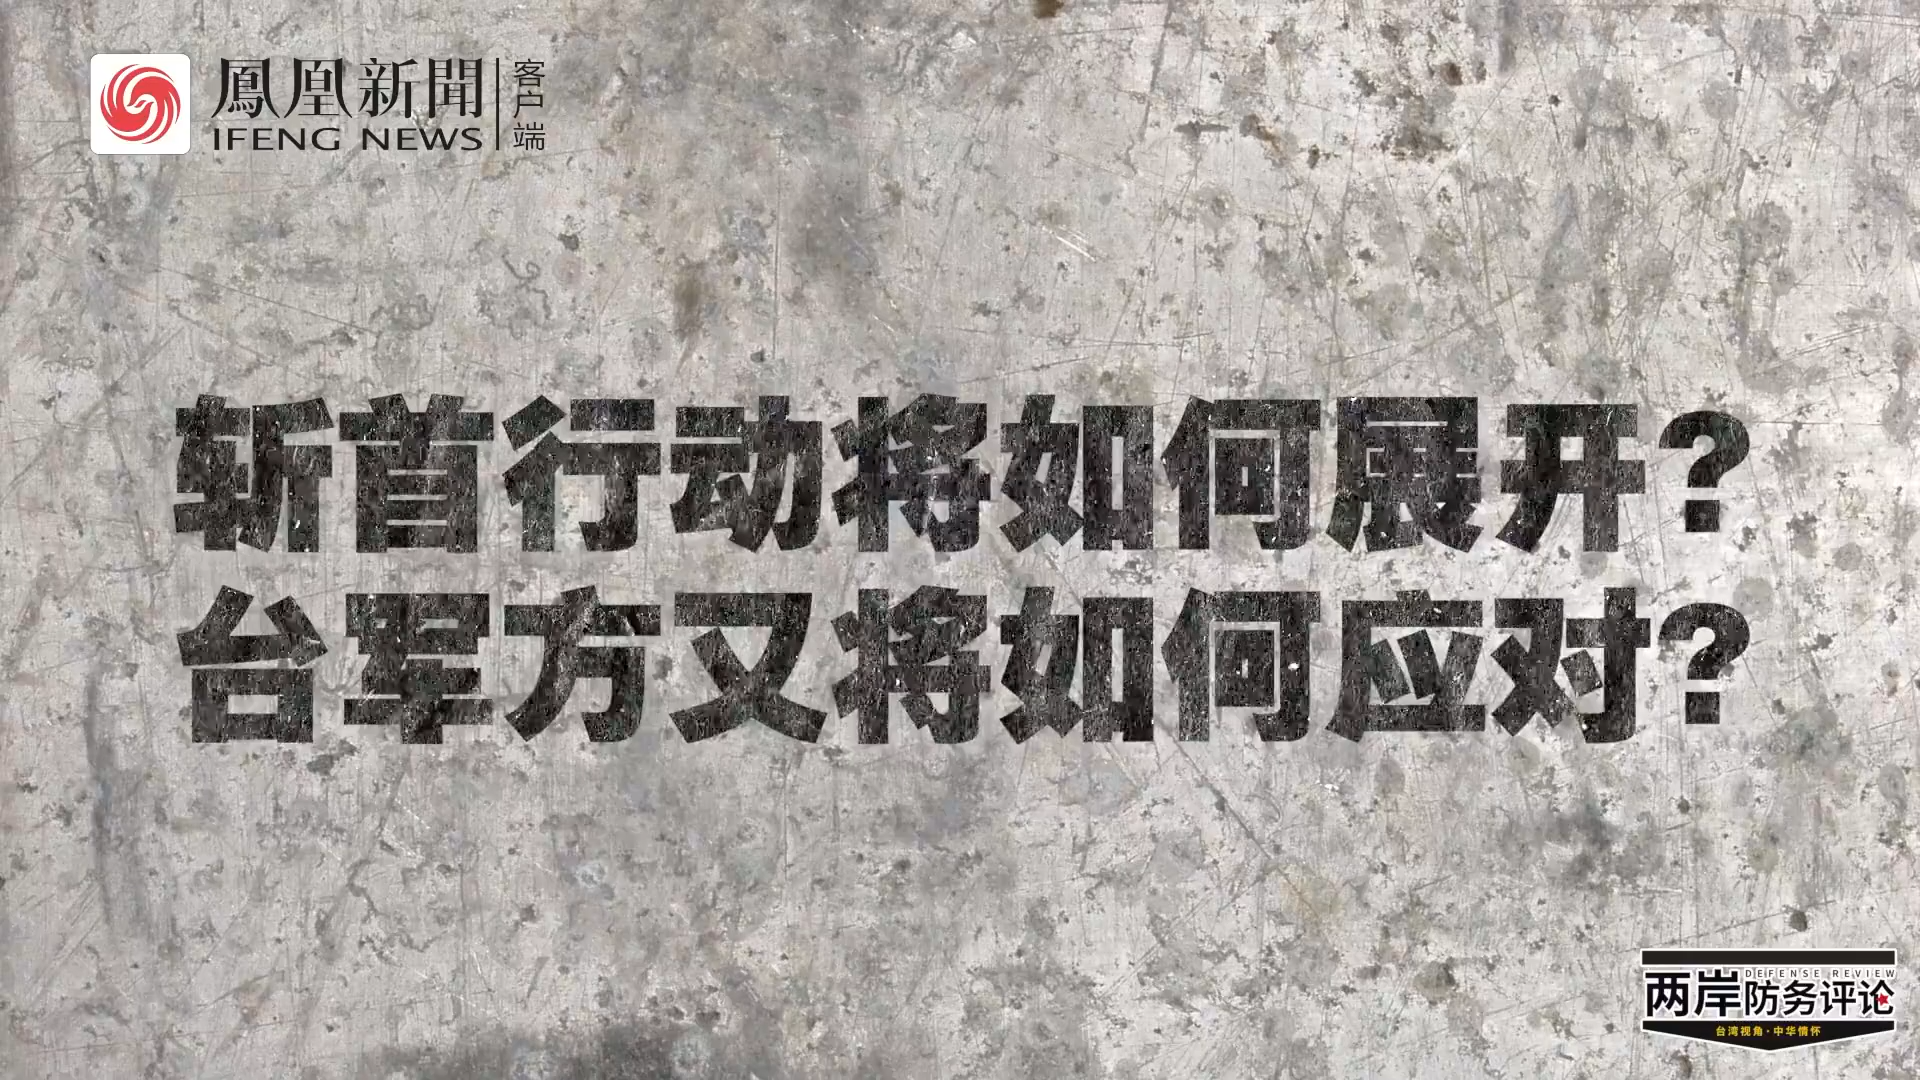 鳳凰新聞
IFENG NEWS
客户端
斩首行动将如何展开?
台军方又将如何应对?
DEFENSE REVIEW
两岸防务评论
台湾视角·中华情怀